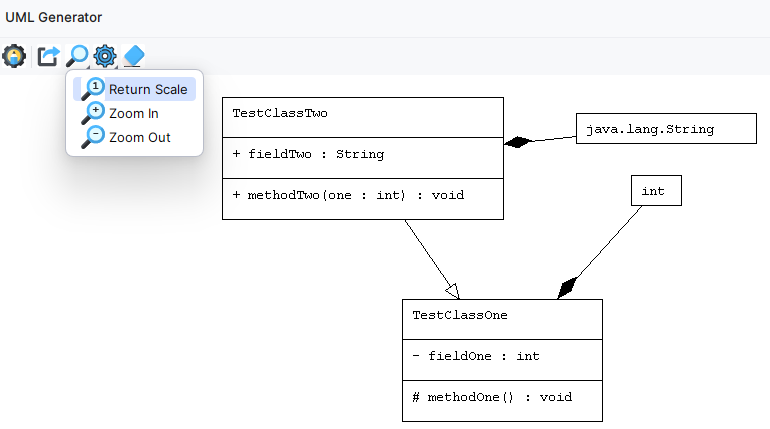 UML Generator
1 Return Scale
+ Zoom In
- Zoom Out
TestClassTwo
+ fieldTwo : String
+ methodTwo(one : int) : void
java.lang.String
int
TestClassOne
- fieldOne : int
# methodOne() : void